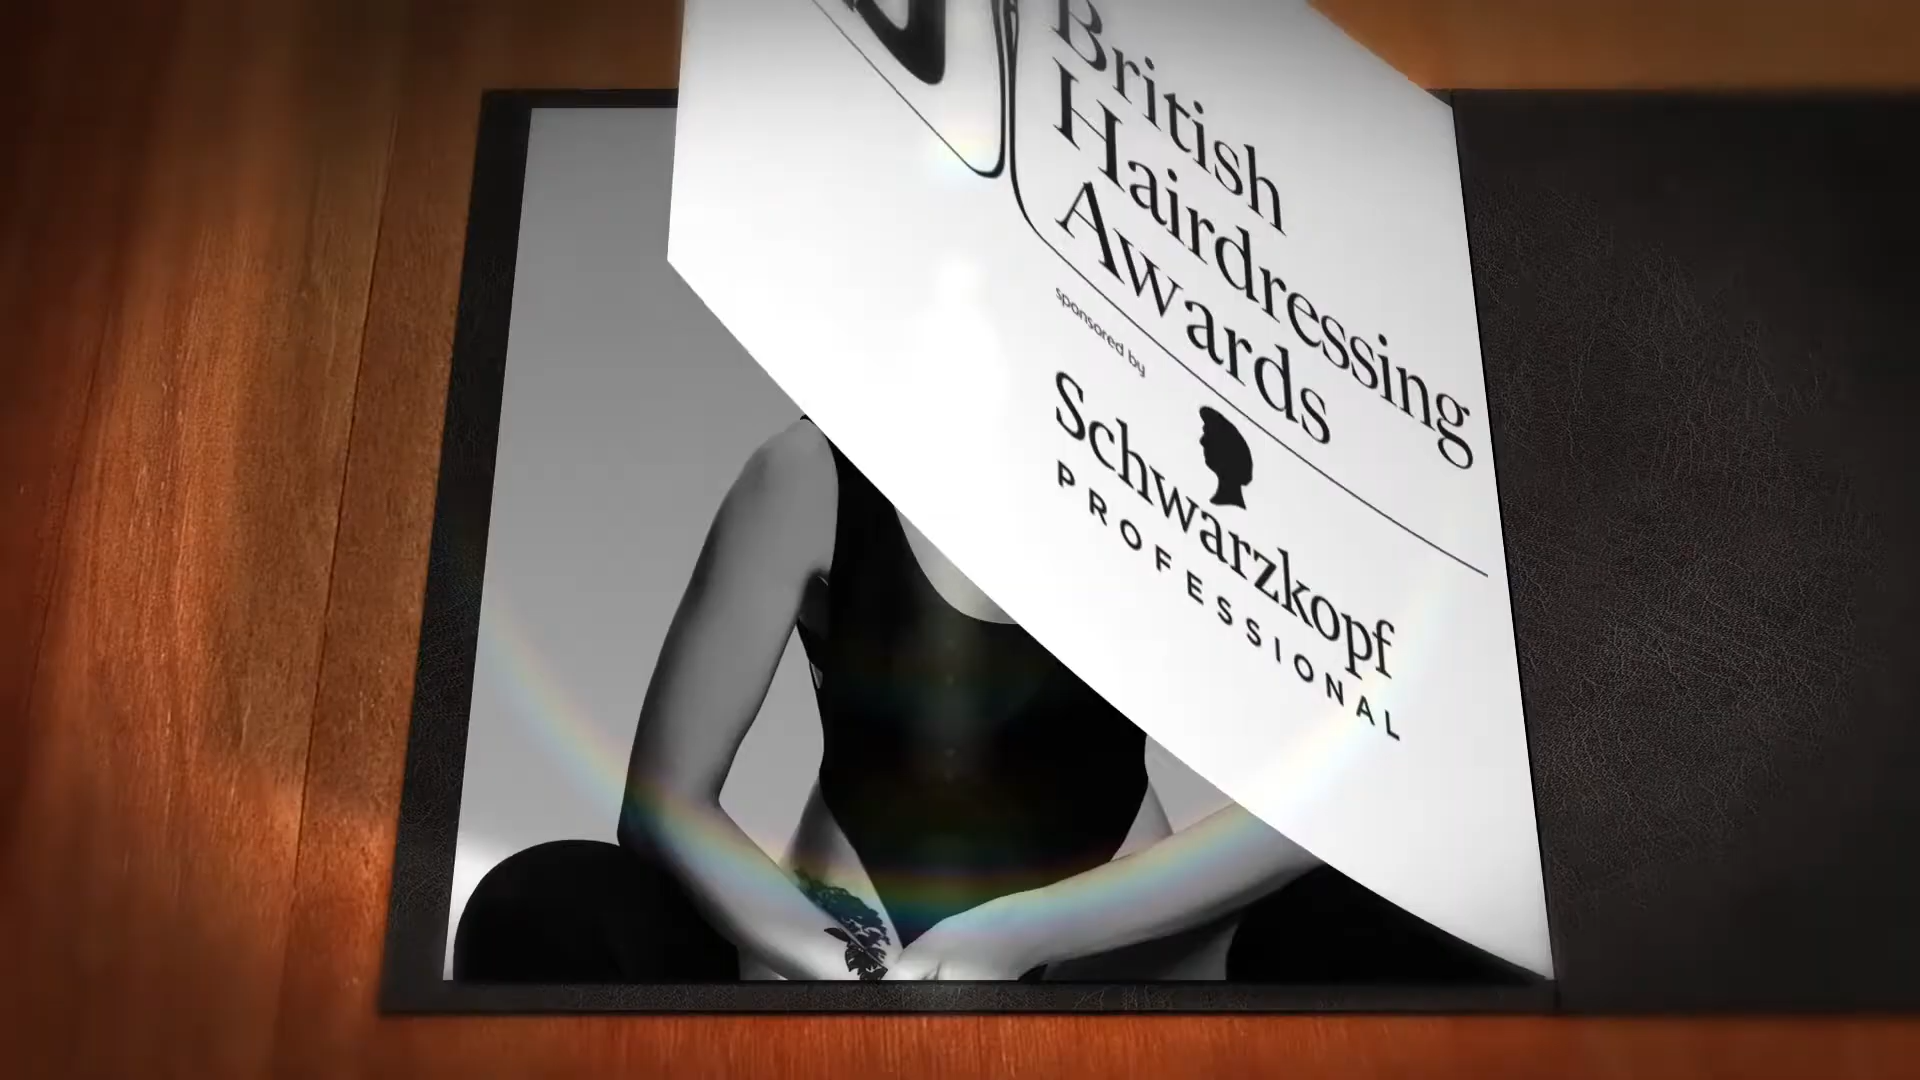 British
Hairdressing
Awards
sponsored by
Schwarzkopf
PROFESSIONAL